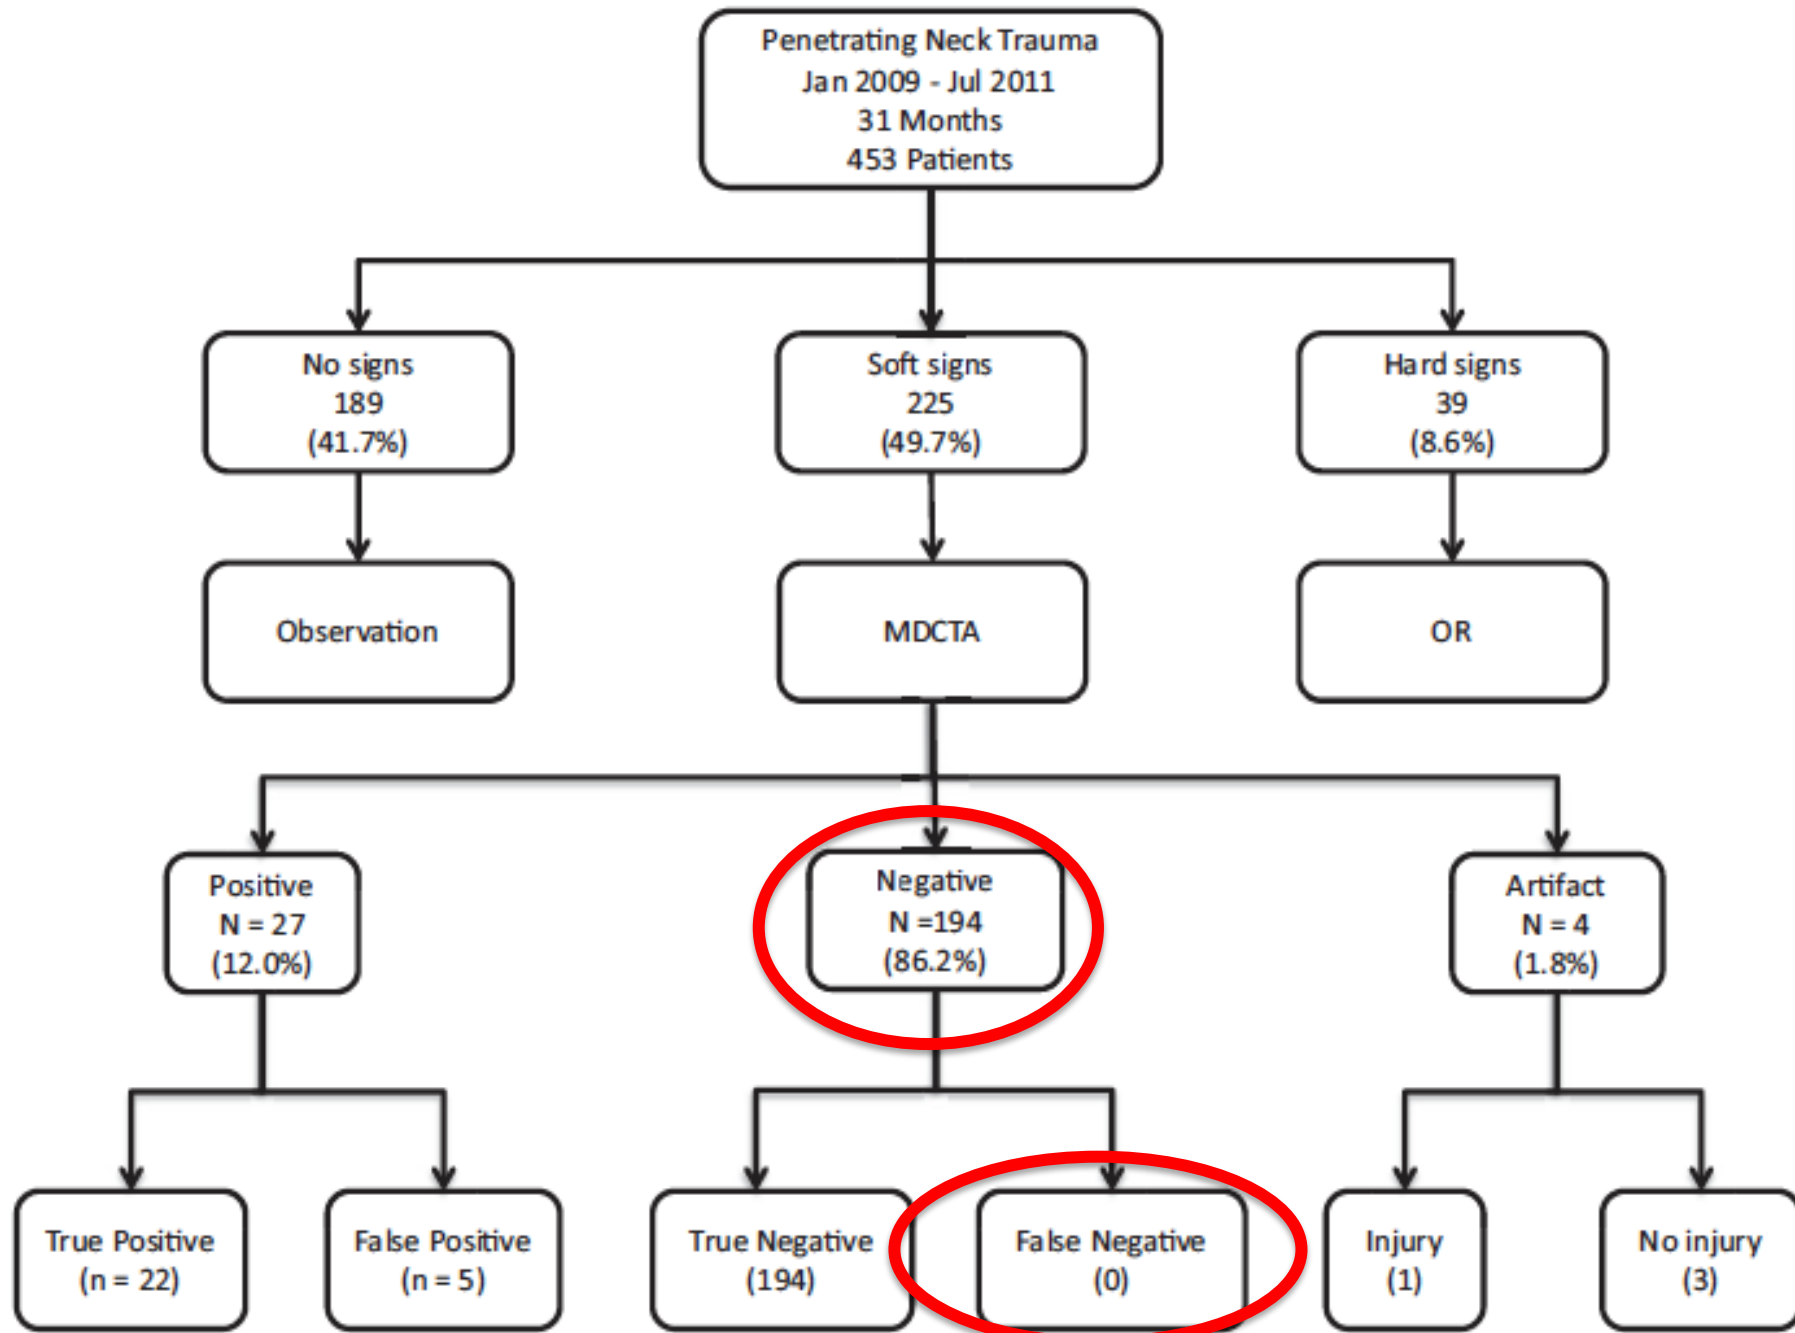 Penetrating Neck Trauma
Jan 2009 - Jul 2011
31 Months
453 Patients
No signs
189
(41.7%)
Soft signs
225
(49.7%)
Hard signs
39
(8.6%)
Observation
MDCTA
OR
Positive
N = 27
(12.0%)
Negative
N =194
(86.2%)
Artifact
N = 4
(1.8%)
True Positive
(n = 22)
False Positive
(n = 5)
True Negative
(194)
False Negative
(0)
Injury
(1)
No injury
(3)